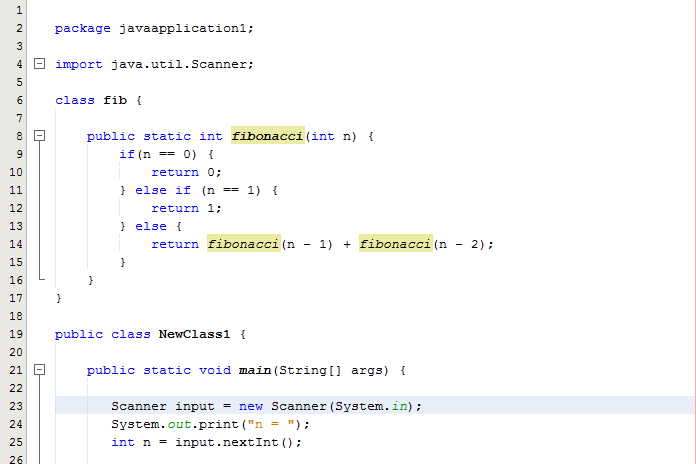 1
2 package javaapplication1;
3
4 import java.util.Scanner;
5
6 class fib {
7
8 public static int fibonacci(int n) {
9 if(n == 0) {
10 return 0;
11 } else if (n == 1) {
12 return 1;
13 } else {
14 return fibonacci(n - 1) + fibonacci(n - 2);
15 }
16 }
17 }
18
19 public class NewClass1 {
20
21 public static void main(String[] args) {
22
23 Scanner input = new Scanner(System.in);
24 System.out.print("n = ");
25 int n = input.nextInt();
26